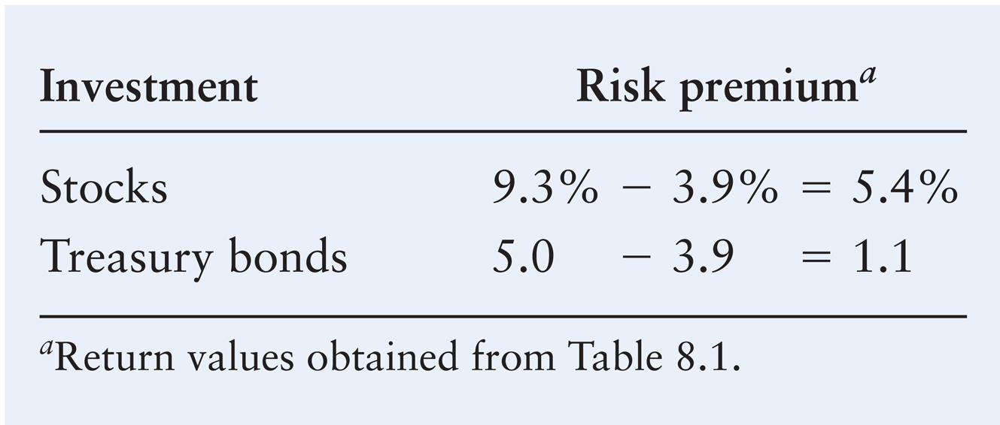 Investment Risk premiumᵃ
Stocks 9.3% − 3.9% = 5.4%
Treasury bonds 5.0 − 3.9 = 1.1
ᵃReturn values obtained from Table 8.1.